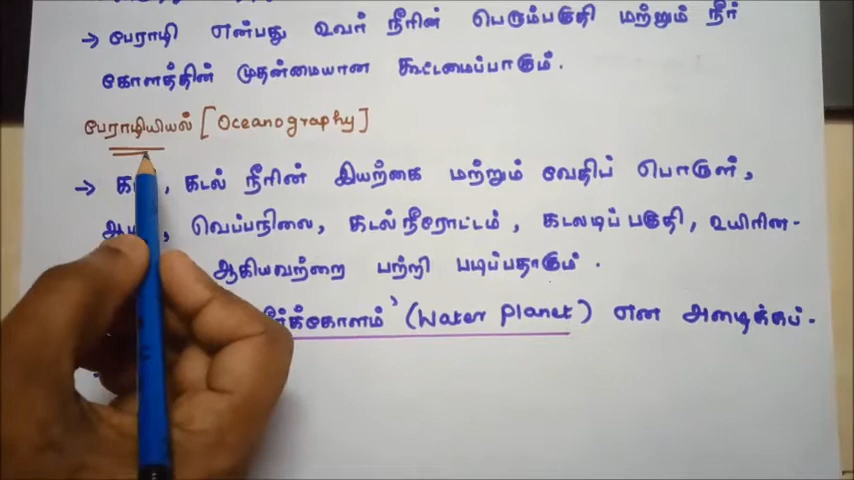 → பேராழி என்பது உவர் நீரின் பெரும்பகுதி மற்றும் நீர்
கோளத்தின் முதன்மையான கூட்டமைப்பாகும்.
பேராழியியல் [Oceanography]
→ , கடல் நீரின் இயற்கை மற்றும் வேதிப் பொருள்,
, வெப்பநிலை, கடல்நீரோட்டம், கடலடிப் பகுதி, உயிரின-
ஆகியவற்றை பற்றி படிப்பதாகும்.
' (Water Planet) என அழைக்கப்-